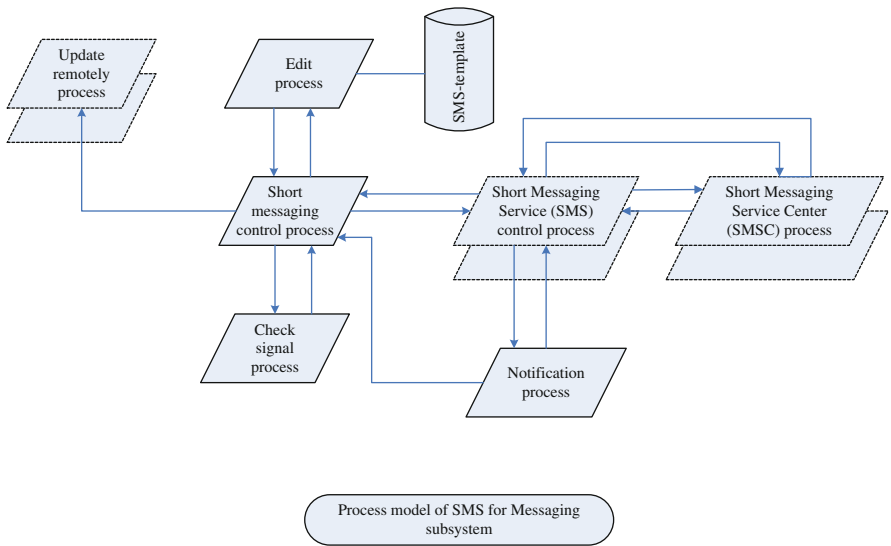 Update
remotely
process
Edit
process
SMS-template
Short
messaging
control process
Short Messaging
Service (SMS)
control process
Short Messaging
Service Center
(SMSC) process
Check
signal
process
Notification
process
Process model of SMS for Messaging
subsystem